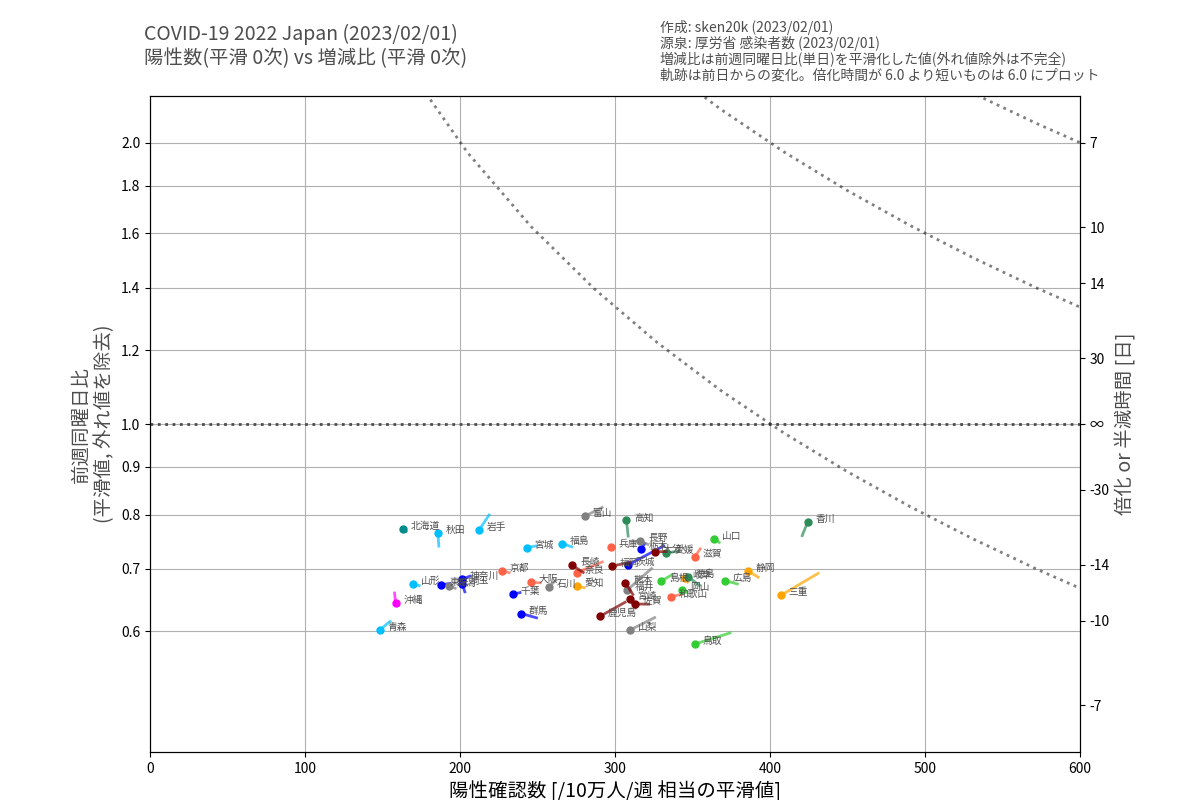 COVID-19 2022 Japan (2023/02/01)
陽性数(平滑 0次) vs 増減比 (平滑 0次)
作成: sken20k (2023/02/01)
源泉: 厚労省 感染者数 (2023/02/01)
増減比は前週同曜日比(単日)を平滑化した値(外れ値除外は不完全)
軌跡は前日からの変化。倍化時間が 6.0 より短いものは 6.0 にプロット
前週同曜日比
(平滑値, 外れ値を除去)
2.0
1.8
1.6
1.4
1.2
1.0
0.9
0.8
0.7
0.6
7
10
14
30
∞
-30
-14
-10
-7
倍化 or 半減時間 [日]
富山
高知
香川
北海道
秋田
岩手
宮城
福島
兵庫
長野
愛媛
滋賀
山口
長崎
茨城
京都
奈良
静岡
山形
神奈川
大阪
石川
愛知
島根
広島
千葉
岡山
福井
沖縄
宮崎
佐賀
和歌山
三重
群馬
鹿児島
青森
山梨
鳥取
0
100
200
300
400
500
600
陽性確認数 [/10万人/週 相当の平滑値]